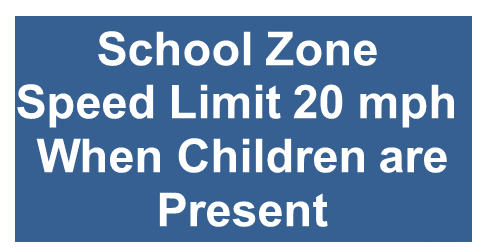 School Zone
Speed Limit 20 mph
When Children are
Present